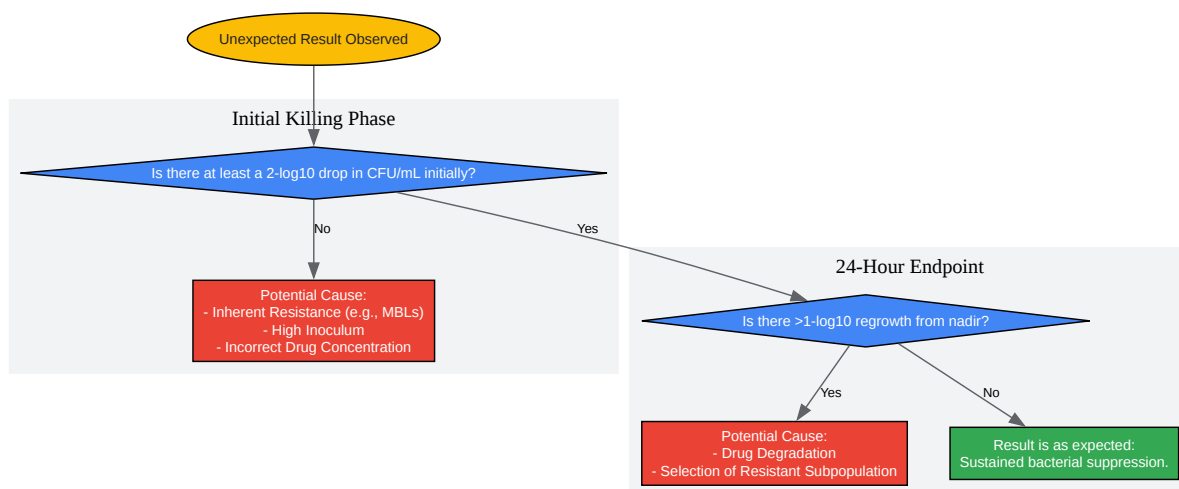 Unexpected Result Observed
Initial Killing Phase
Is there at least a 2-log10 drop in CFU/mL initially?
No
Yes
Potential Cause:
- Inherent Resistance (e.g., MBLs)
- High Inoculum
- Incorrect Drug Concentration
24-Hour Endpoint
Is there >1-log10 regrowth from nadir?
Yes
No
Potential Cause:
- Drug Degradation
- Selection of Resistant Subpopulation
Result is as expected:
Sustained bacterial suppression.